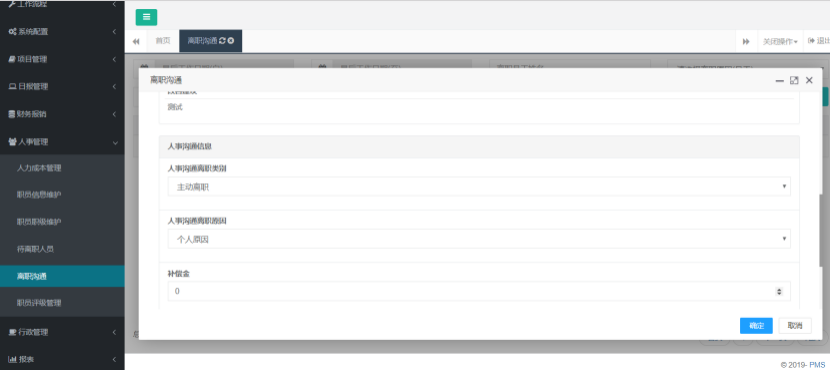 工作流程
系统配置
项目管理
日报管理
财务报销
人事管理
人力成本管理
职员信息维护
职员职级维护
待离职人员
离职沟通
职员评级管理
行政管理
报表
首页
离职沟通
关闭操作
退出
离职沟通
测试
人事沟通信息
人事沟通离职类别
主动离职
人事沟通离职原因
个人原因
补偿金
0
确定
取消
© 2019- PMS